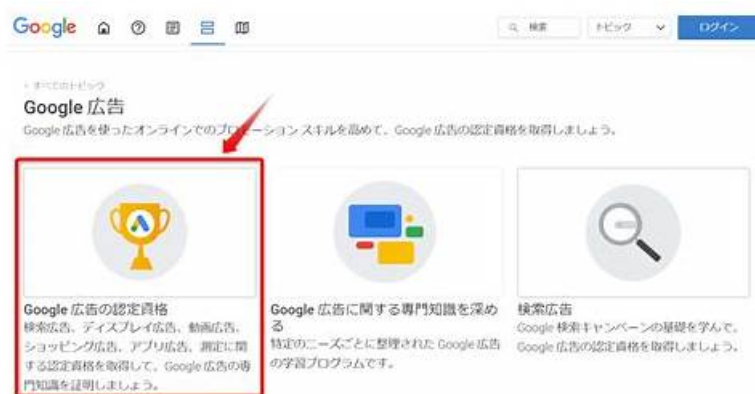 Google
検索
トピック
ログイン
‹ すべてのトピック
Google 広告
Google 広告を使ったオンラインでのプロモーション スキルを高めて、Google 広告の認定資格を取得しましょう。
Google 広告の認定資格
検索広告、ディスプレイ広告、動画広告、
ショッピング広告、アプリ広告、測定に関
する認定資格を取得して、Google 広告の専
門知識を証明しましょう。
Google 広告に関する専門知識を深め
る
特定のニーズごとに整理された Google 広告
の学習プログラムです。
検索広告
Google 検索キャンペーンの基礎を学んで、
Google 広告の認定資格を取得しましょう。